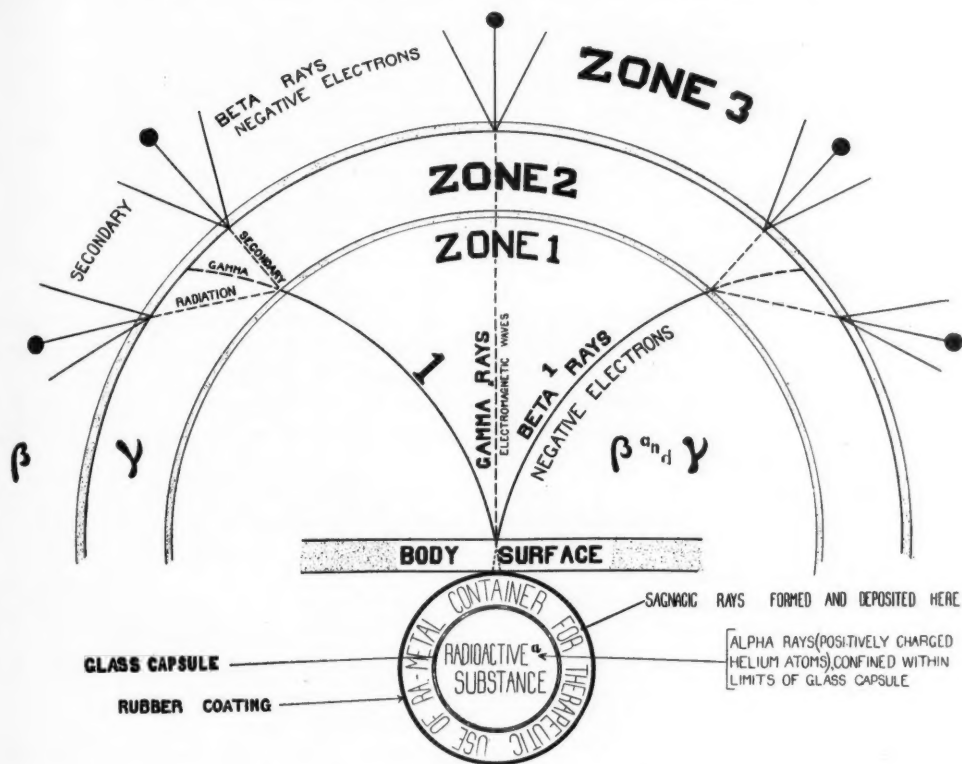 ZONE 3
BETA RAYS
NEGATIVE ELECTRONS
ZONE 2
SECONDARY
ZONE 1
SECONDARY
GAMMA
RADIATION
1
GAMMA RAYS
ELECTROMAGNETIC WAVES
BETA 1 RAYS
NEGATIVE ELECTRONS
β
γ
β and γ
BODY SURFACE
METAL CONTAINER FOR THERAPEUTIC USE OF RA-
RADIOACTIVE α
SUBSTANCE
SAGNACIC RAYS FORMED AND DEPOSITED HERE
ALPHA RAYS (POSITIVELY CHARGED
HELIUM ATOMS), CONFINED WITHIN
LIMITS OF GLASS CAPSULE
GLASS CAPSULE
RUBBER COATING